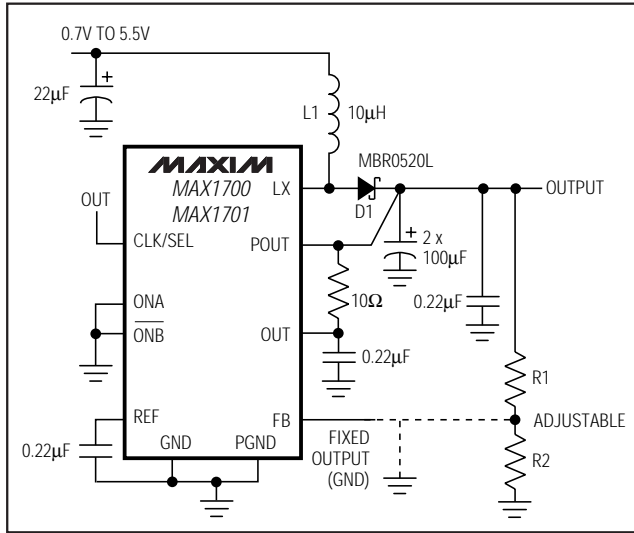 0.7V TO 5.5V
22µF
+
L1
10µH
MAXIM
MAX1700
MAX1701
LX
MBR0520L
D1
OUTPUT
OUT
CLK/SEL
POUT
+
2 x
100µF
10Ω
0.22µF
ONA
ONB
OUT
0.22µF
R1
REF
FB
ADJUSTABLE
FIXED
OUTPUT
(GND)
0.22µF
GND
PGND
R2